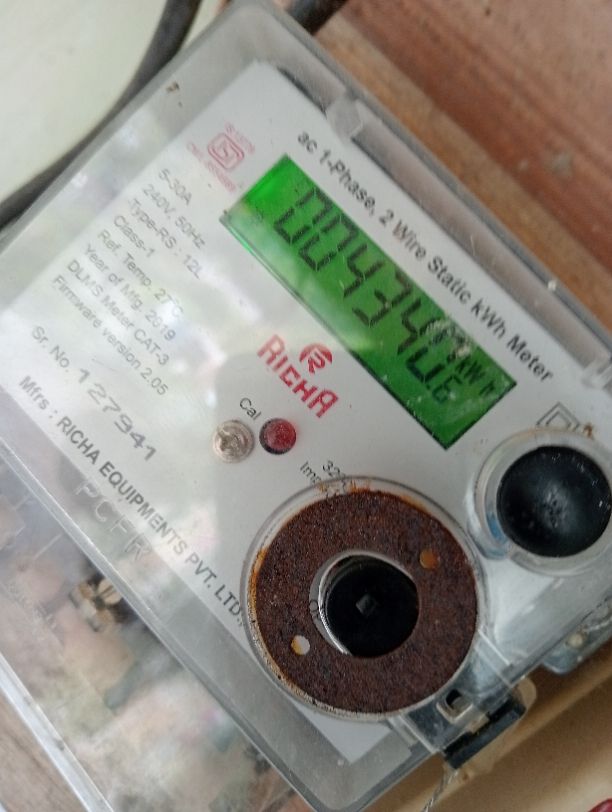 ac 1-Phase, 2 Wire Static kWh Meter
IS 13779
5-30A
240V, 50Hz
Type-RS : 12L
Class-1
Ref. Temp. 27°C
Year of Mfg. 2019
DLMS Meter CAT-3
Firmware version 2.05
kWh
RICHA
Cal
Sr. No. 127941
Mfrs : RICHA EQUIPMENTS PVT. LTD.